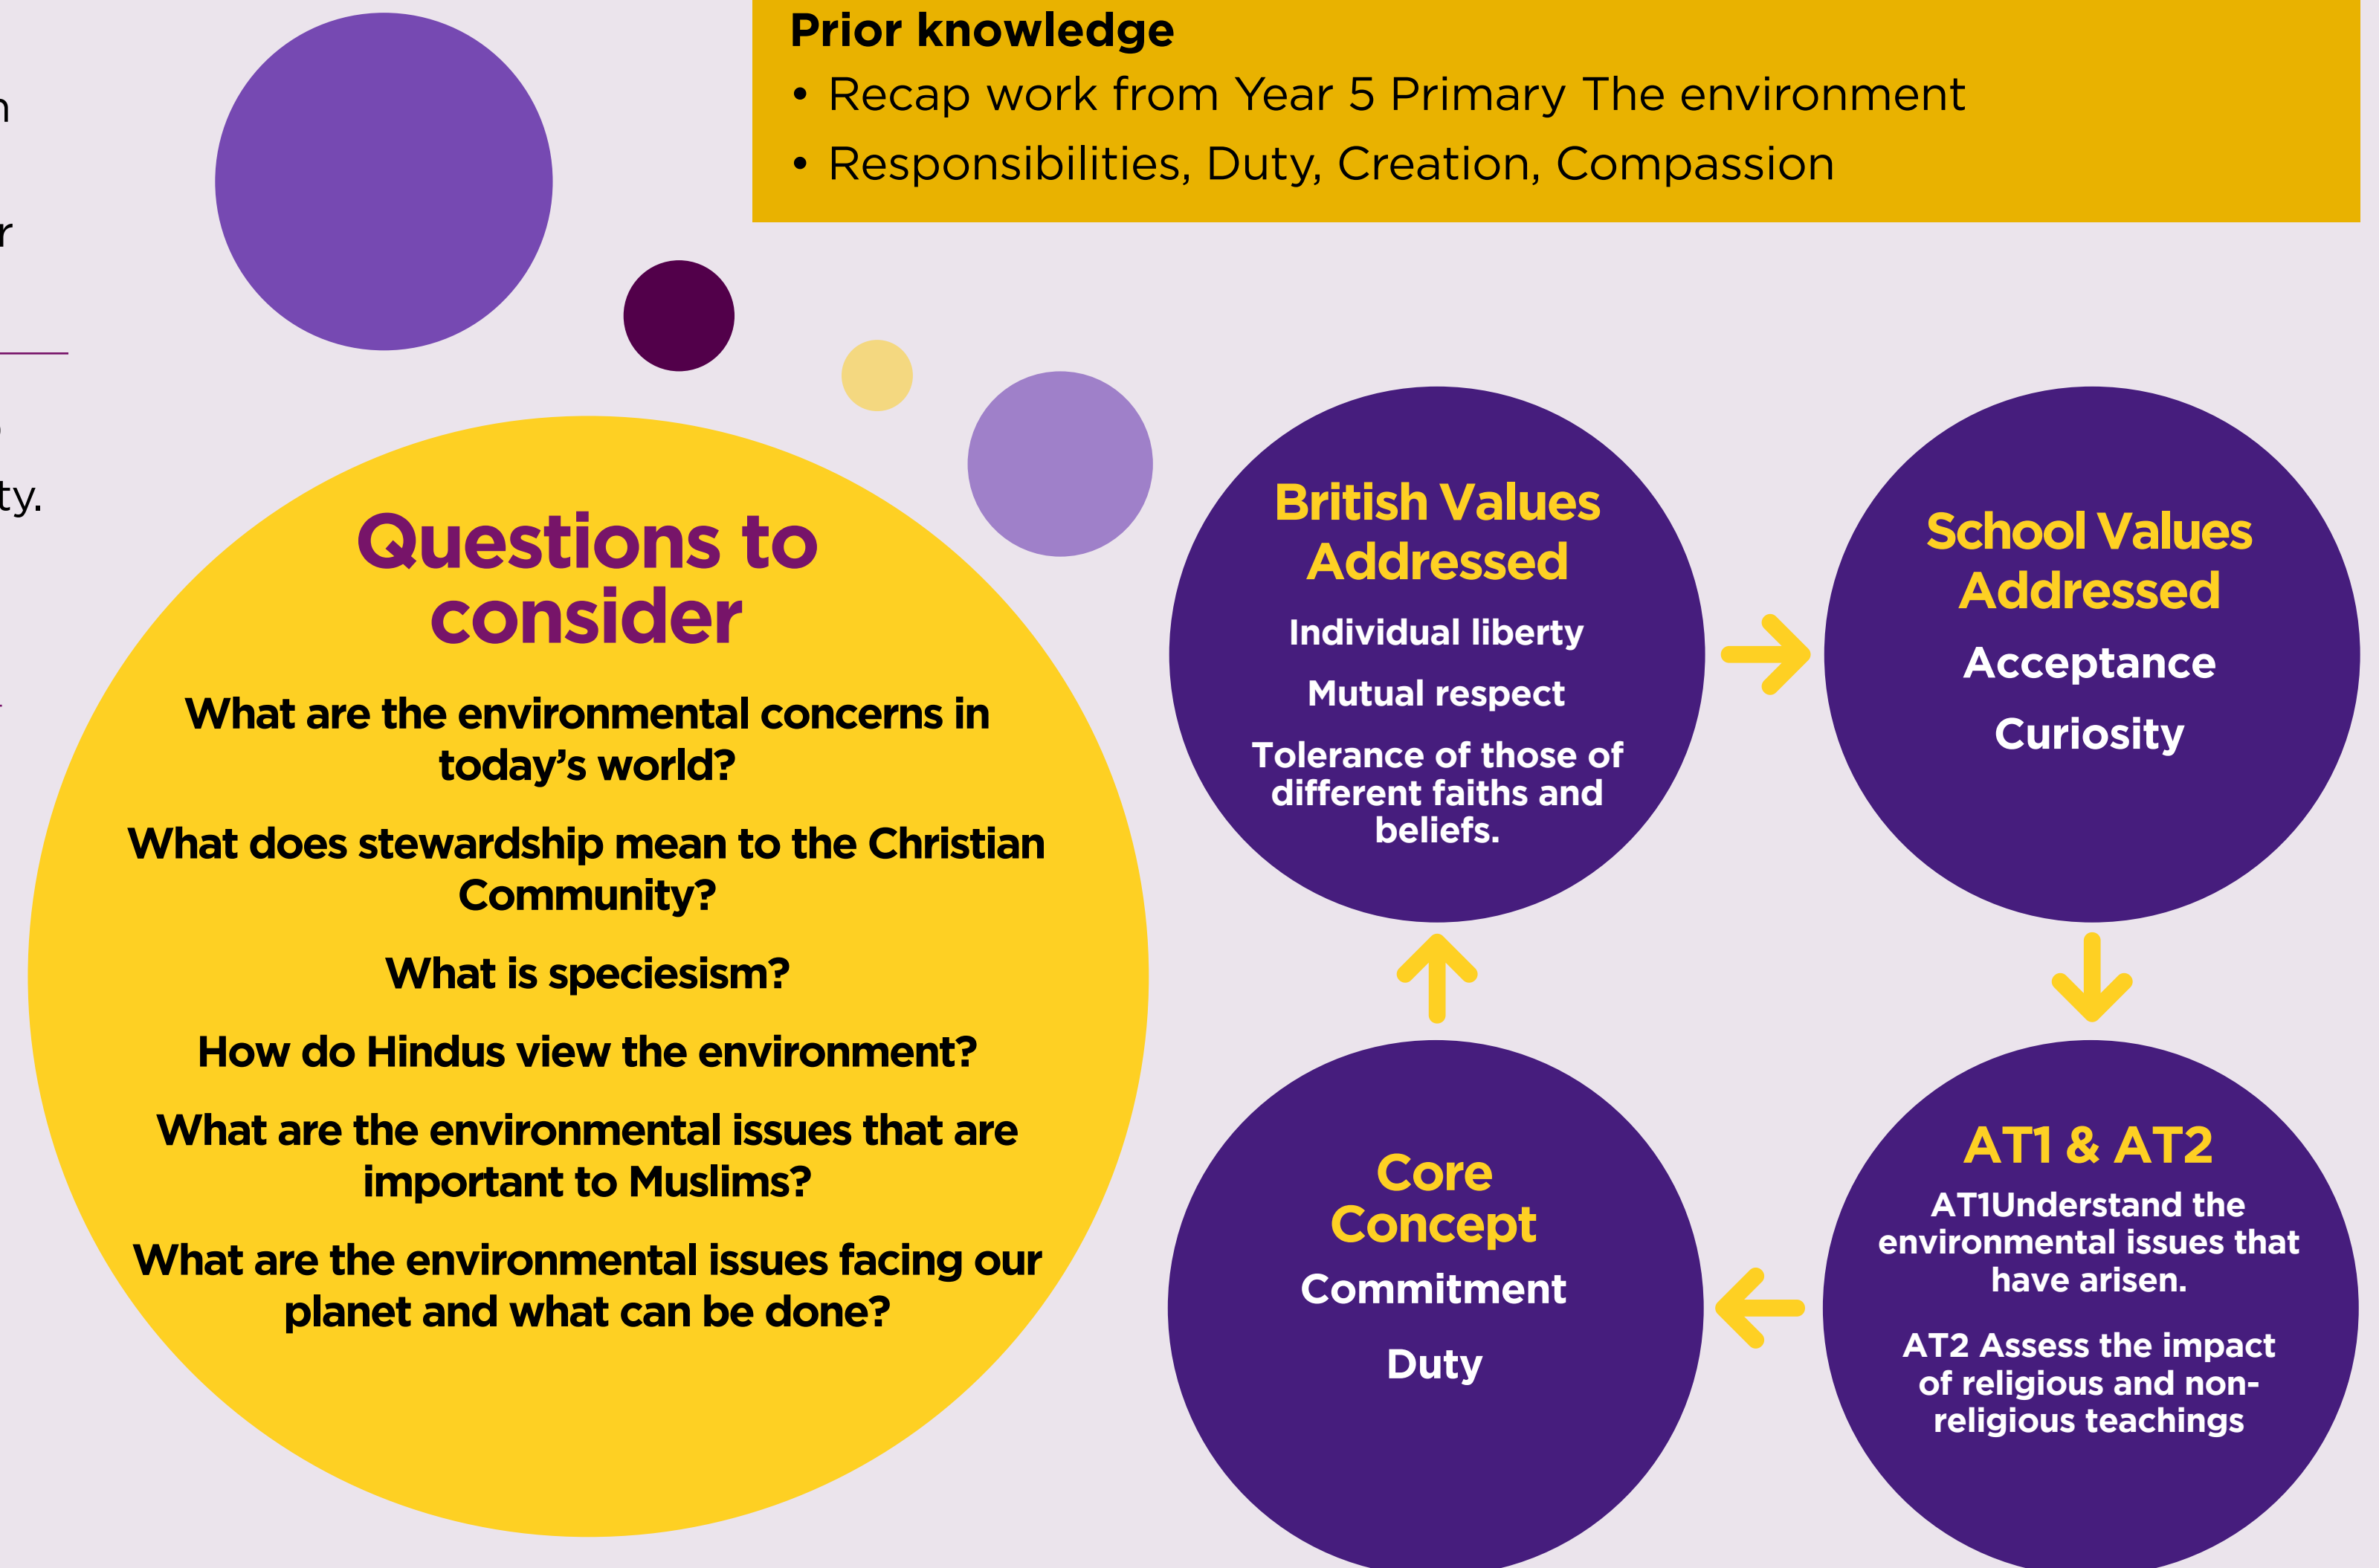 Prior knowledge
• Recap work from Year 5 Primary The environment
• Responsibilities, Duty, Creation, Compassion
ty.
Questions to
consider
What are the environmental concerns in
today’s world?
What does stewardship mean to the Christian
Community?
What is speciesism?
How do Hindus view the environment?
What are the environmental issues that are
important to Muslims?
What are the environmental issues facing our
planet and what can be done?
British Values
Addressed
Individual liberty
Mutual respect
Tolerance of those of
different faiths and
beliefs.
School Values
Addressed
Acceptance
Curiosity
Core
Concept
Commitment
Duty
AT1 & AT2
AT1Understand the
environmental issues that
have arisen.
AT2 Assess the impact
of religious and non-
religious teachings